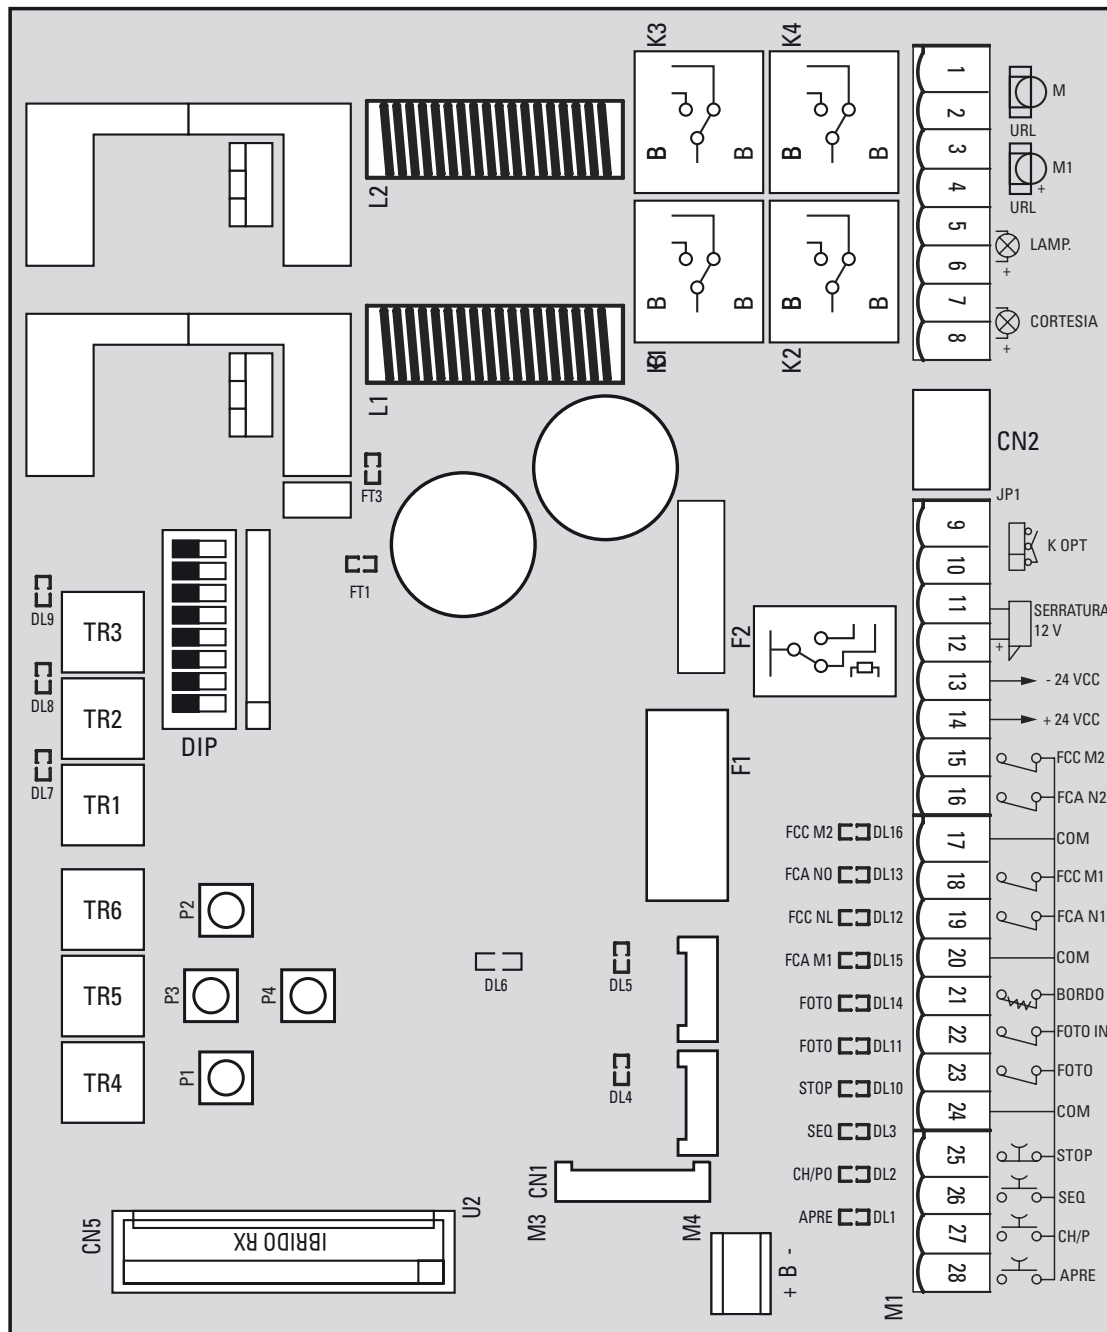 K3
K4
B
B
B
B
L2
B
B
B
B
K2
L1
1
2
3
4
5
6
7
8
M
URL
M1
+
URL
LAMP.
+
CORTESIA
+
CN2
JP1
FT3
FT1
DL9
DL8
DL7
TR3
TR2
TR1
DIP
F2
F1
9
10
11
12
13
14
15
16
17
18
19
20
21
22
23
24
25
26
27
28
K OPT
SERRATURA
12 V
+
- 24 VCC
+ 24 VCC
FCC M2
FCA N2
COM
FCC M1
FCA N1
COM
BORDO
FOTO IN
FOTO
COM
STOP
SEQ
CH/P
APRE
FCC M2 DL16
FCA NO DL13
FCC NL DL12
FCA M1 DL15
FOTO DL14
FOTO DL11
STOP DL10
SEQ DL3
CH/PO DL2
APRE DL1
TR6
TR5
TR4
P2
P3
P4
P1
DL6
DL5
DL4
CN5
IBRIDO RX
U2
CN1
M3
M4
+ B -
M1